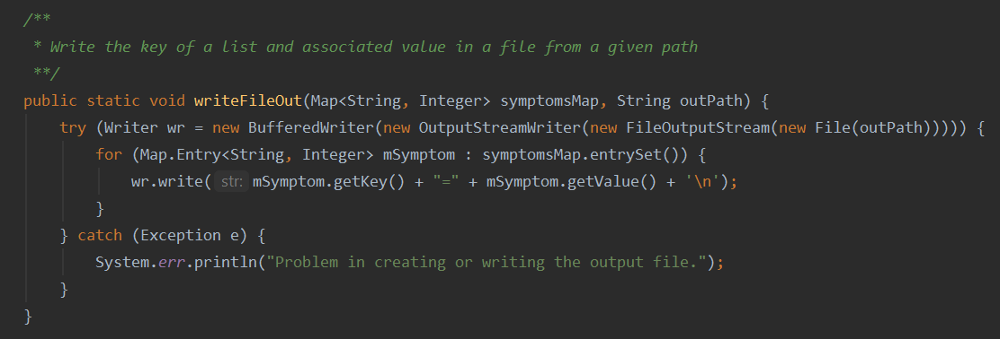 /**
* Write the key of a list and associated value in a file from a given path
**/
public static void writeFileOut(Map<String, Integer> symptomsMap, String outPath) {
try (Writer wr = new BufferedWriter(new OutputStreamWriter(new FileOutputStream(new File(outPath))))) {
for (Map.Entry<String, Integer> mSymptom : symptomsMap.entrySet()) {
wr.write( str: mSymptom.getKey() + "=" + mSymptom.getValue() + '\n');
}
} catch (Exception e) {
System.err.println("Problem in creating or writing the output file.");
}
}